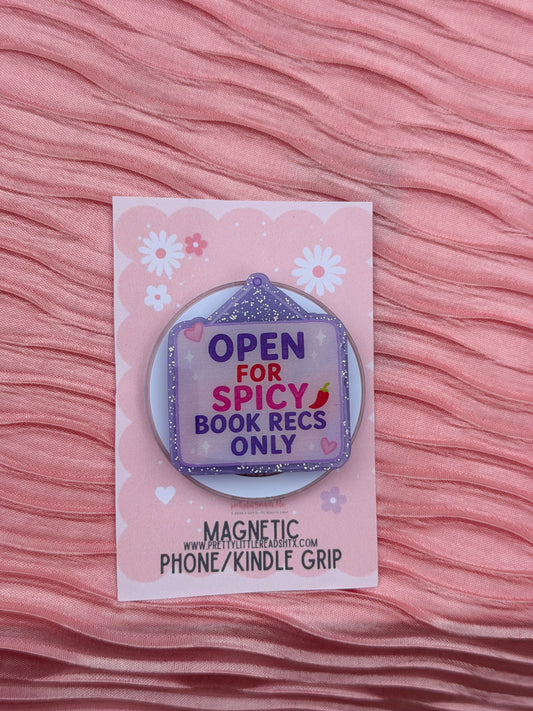 OPEN
FOR
SPICY
BOOK RECS
ONLY
MAGNETIC
WWW.PRETTYLITTLEREADSHTX.COM
PHONE/KINDLE GRIP